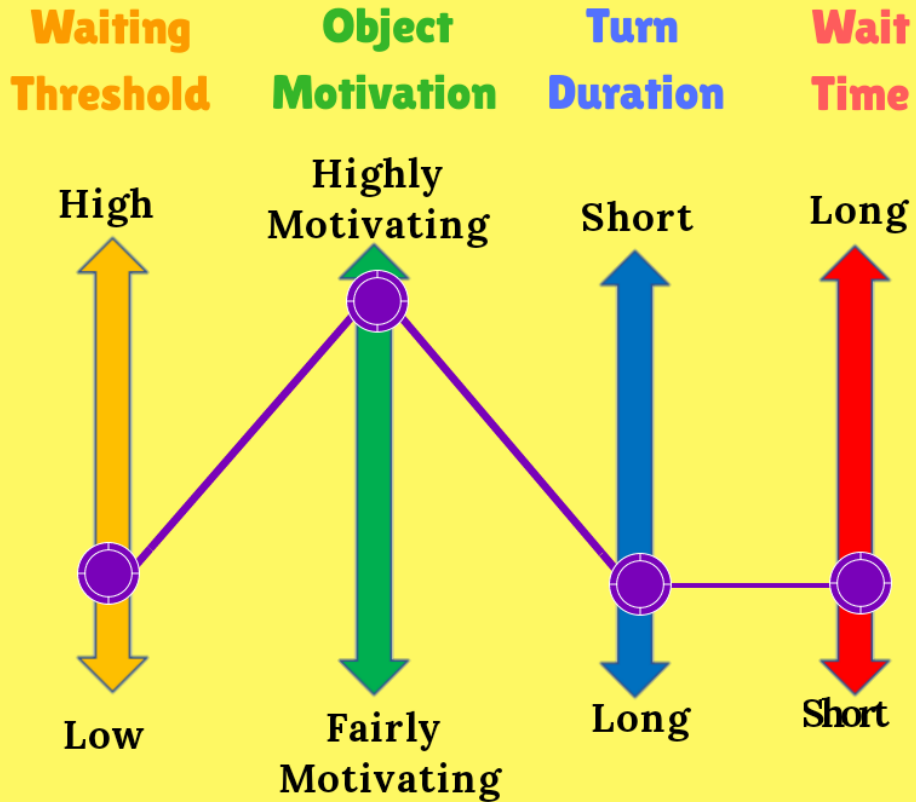 Waiting
Threshold
Object
Motivation
Turn
Duration
Wait
Time
High
Highly
Motivating
Short
Long
Low
Fairly
Motivating
Long
Short